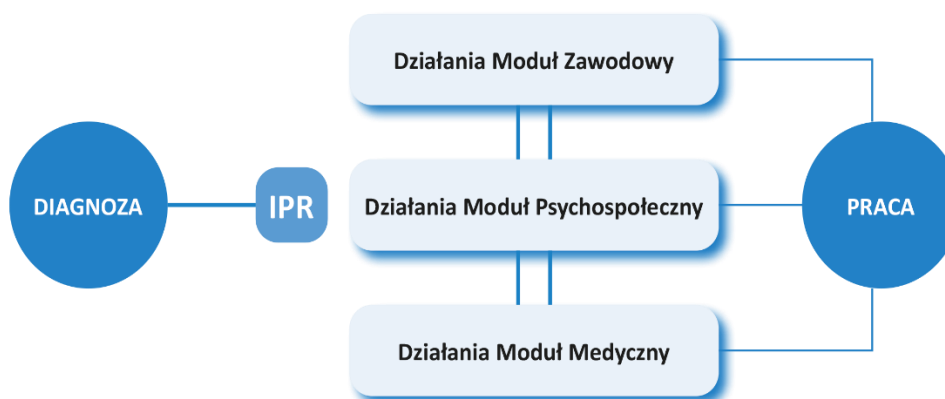 DIAGNOZA
IPR
Działania Moduł Zawodowy
Działania Moduł Psychospołeczny
Działania Moduł Medyczny
PRACA